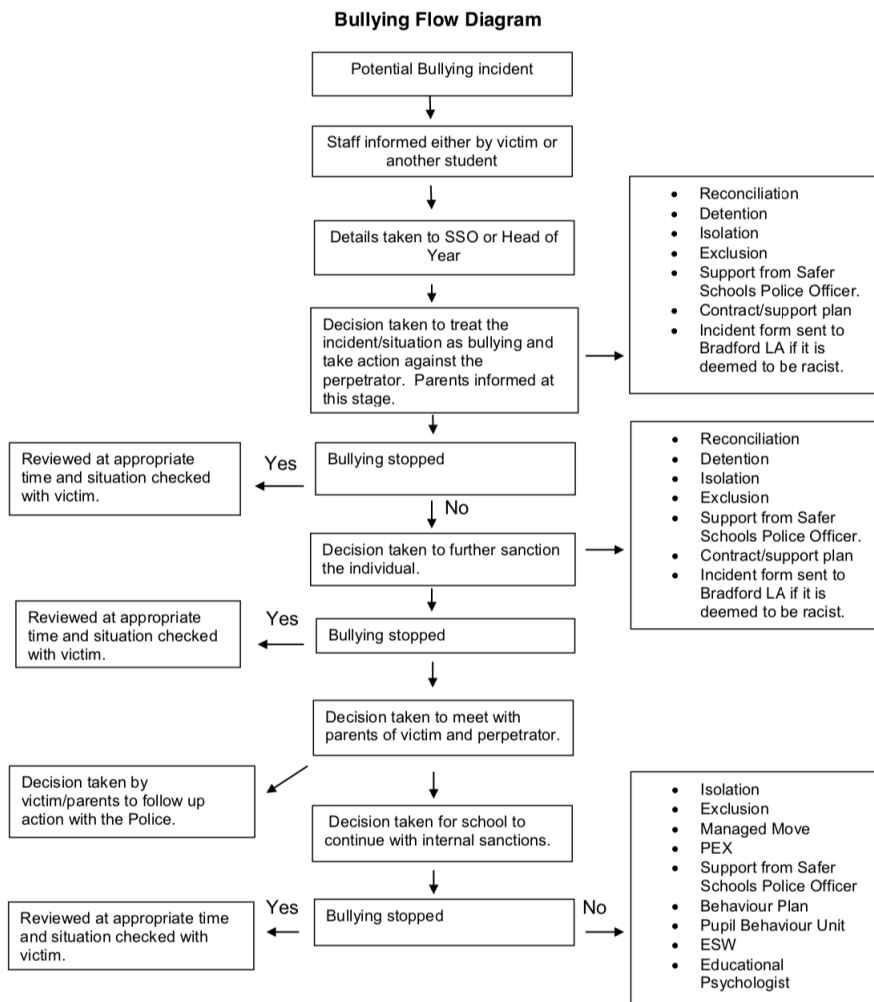 Bullying Flow Diagram
Potential Bullying incident
Staff informed either by victim or
another student
Details taken to SSO or Head of
Year
• Reconciliation
• Detention
• Isolation
• Exclusion
• Support from Safer
Schools Police Officer.
• Contract/support plan
• Incident form sent to
Bradford LA if it is
deemed to be racist.
Decision taken to treat the
incident/situation as bullying and
take action against the
perpetrator. Parents informed at
this stage.
Bullying stopped
Yes
Reviewed at appropriate
time and situation checked
with victim.
No
• Reconciliation
• Detention
• Isolation
• Exclusion
• Support from Safer
Schools Police Officer.
• Contract/support plan
• Incident form sent to
Bradford LA if it is
deemed to be racist.
Decision taken to further sanction
the individual.
Bullying stopped
Yes
Reviewed at appropriate
time and situation checked
with victim.
Decision taken to meet with
parents of victim and perpetrator.
Decision taken by
victim/parents to follow up
action with the Police.
Decision taken for school to
continue with internal sanctions.
Bullying stopped
Yes
Reviewed at appropriate time
and situation checked with
victim.
No
• Isolation
• Exclusion
• Managed Move
• PEX
• Support from Safer
Schools Police Officer
• Behaviour Plan
• Pupil Behaviour Unit
• ESW
• Educational
Psychologist